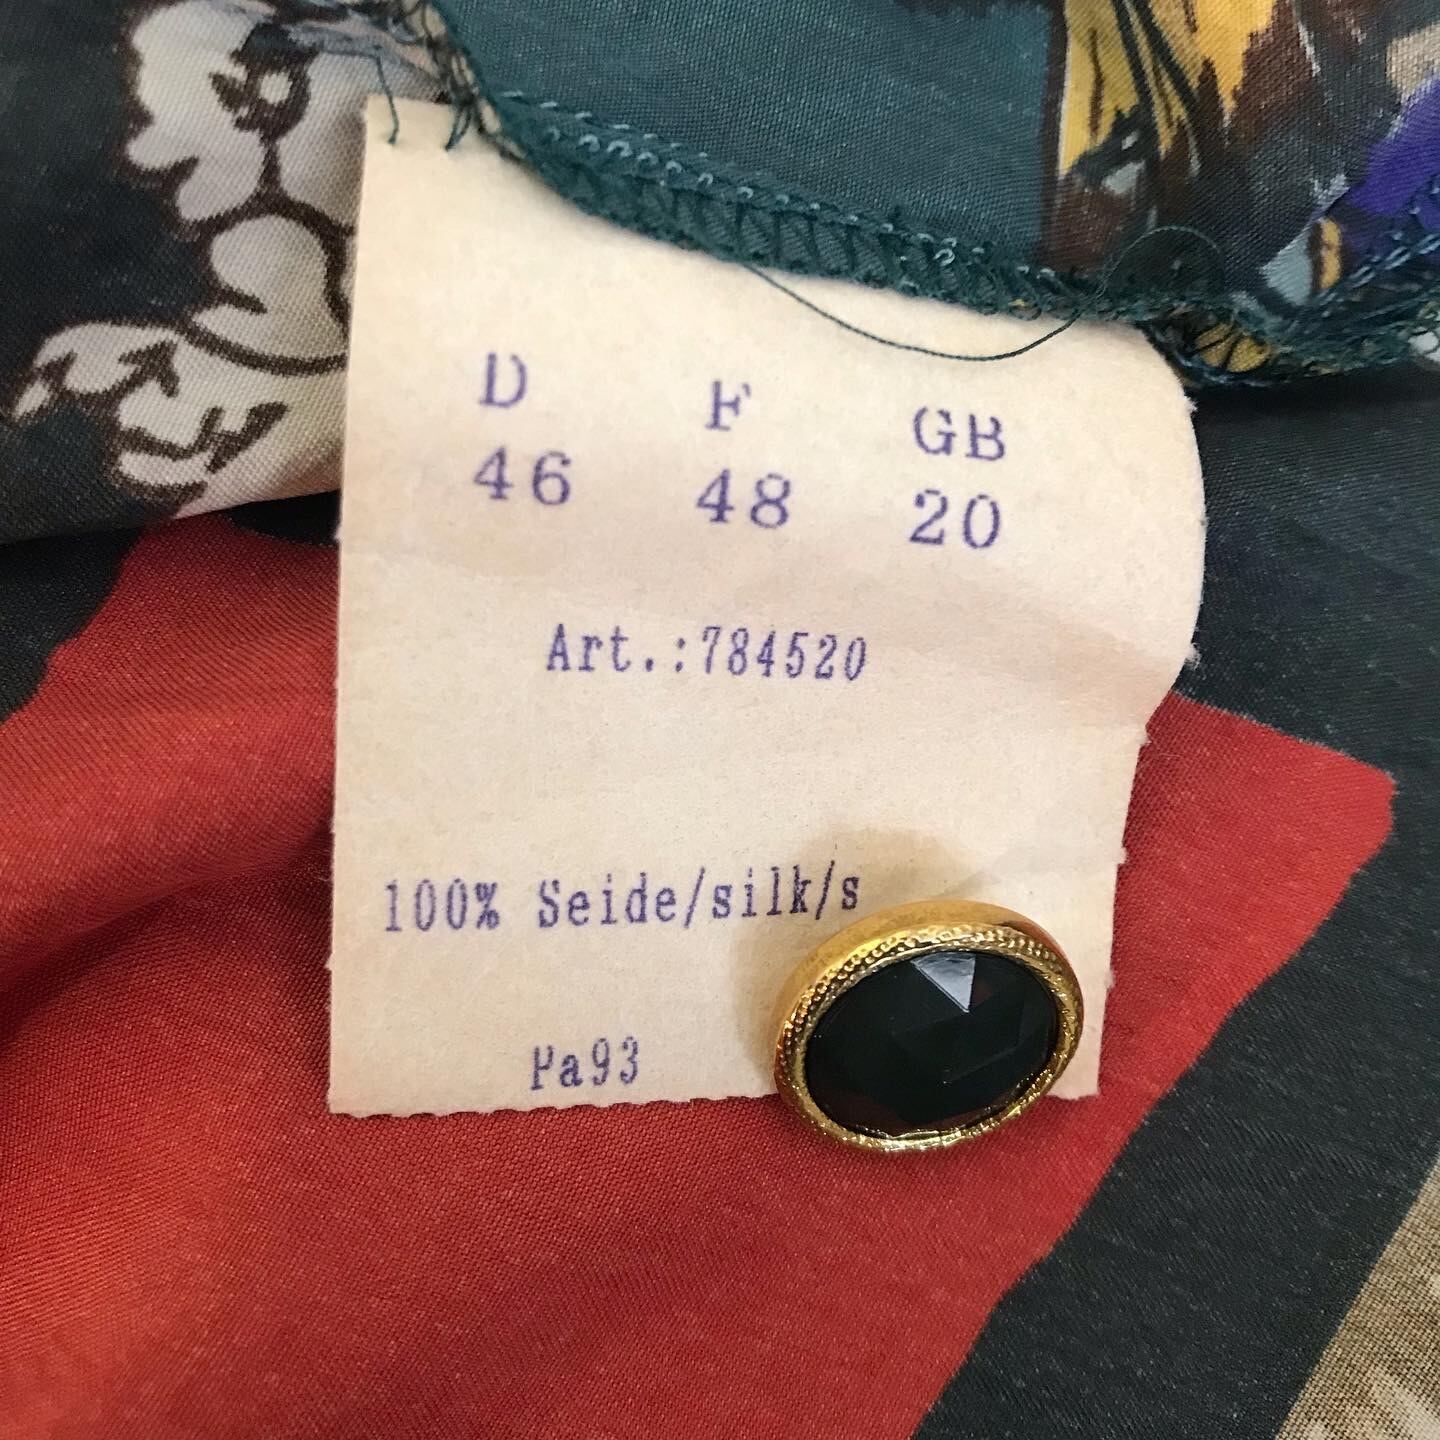 D F GB
46 48 20
Art.:784520
100% Seide/silk/s
Pa93